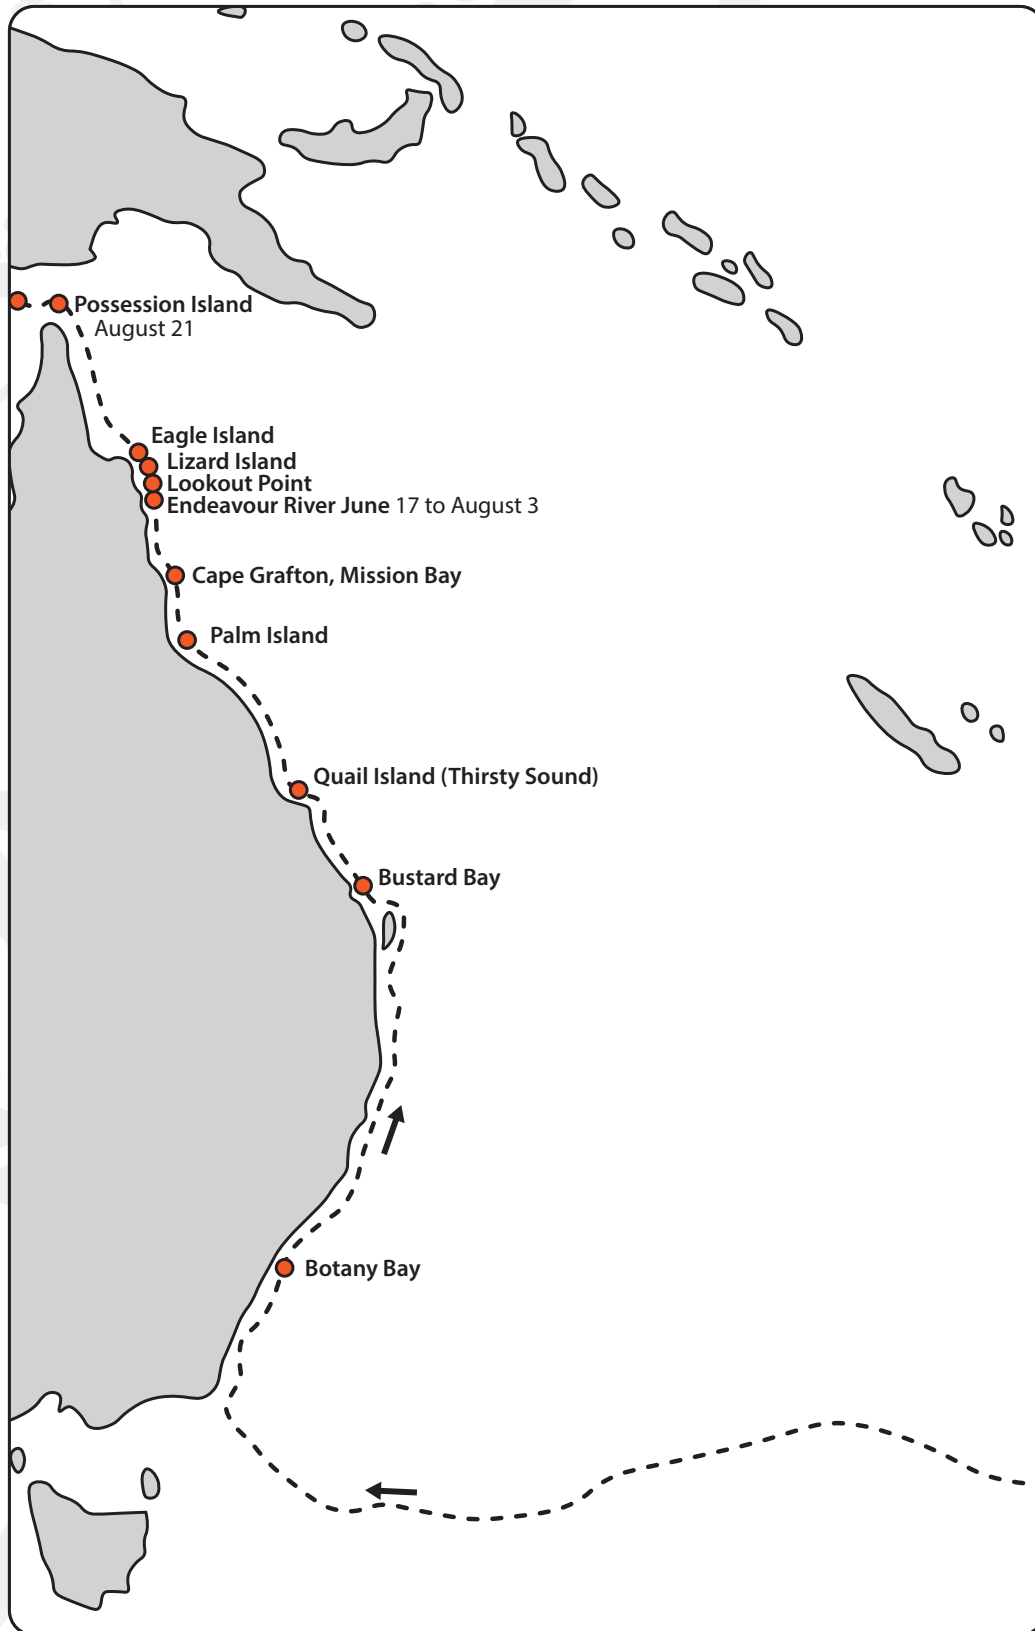 Possession Island
August 21
Eagle Island
Lizard Island
Lookout Point
Endeavour River June 17 to August 3
Cape Grafton, Mission Bay
Palm Island
Quail Island (Thirsty Sound)
Bustard Bay
Botany Bay